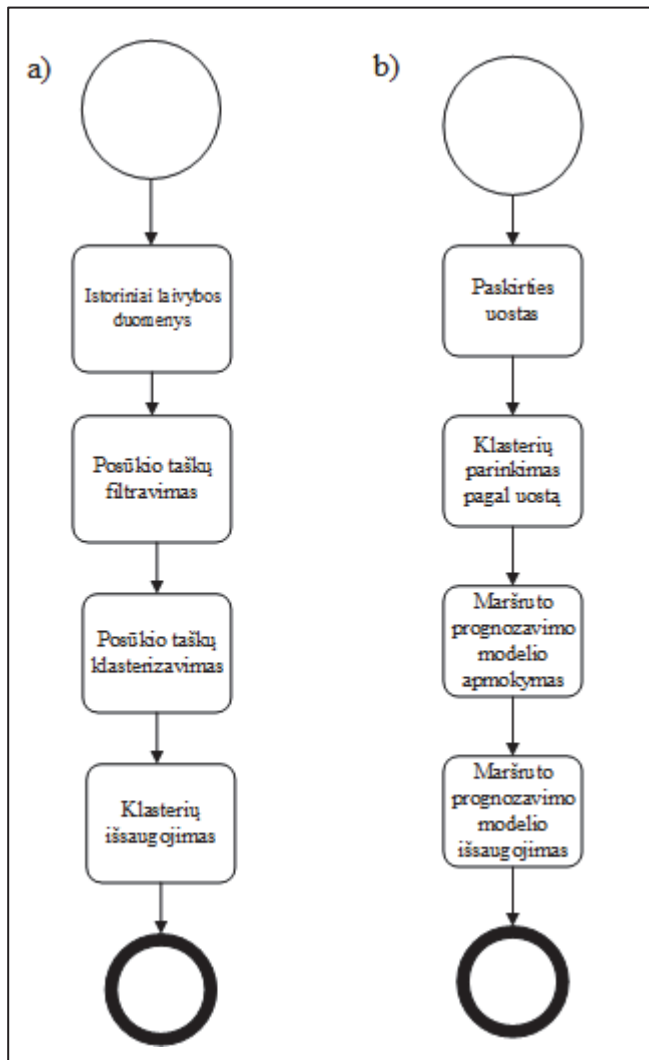 a)
Istoriniai laivybos
duomenys
Posūkio taškų
filtravimas
Posūkio taškų
klasterizavimas
Klasterių
išsaugojimas
b)
Paskirties
uostas
Klasterių
parinkimas
pagal uostą
Maršruto
prognozavimo
modelio
apmokymas
Maršruto
prognozavimo
modelio
išsaugojimas